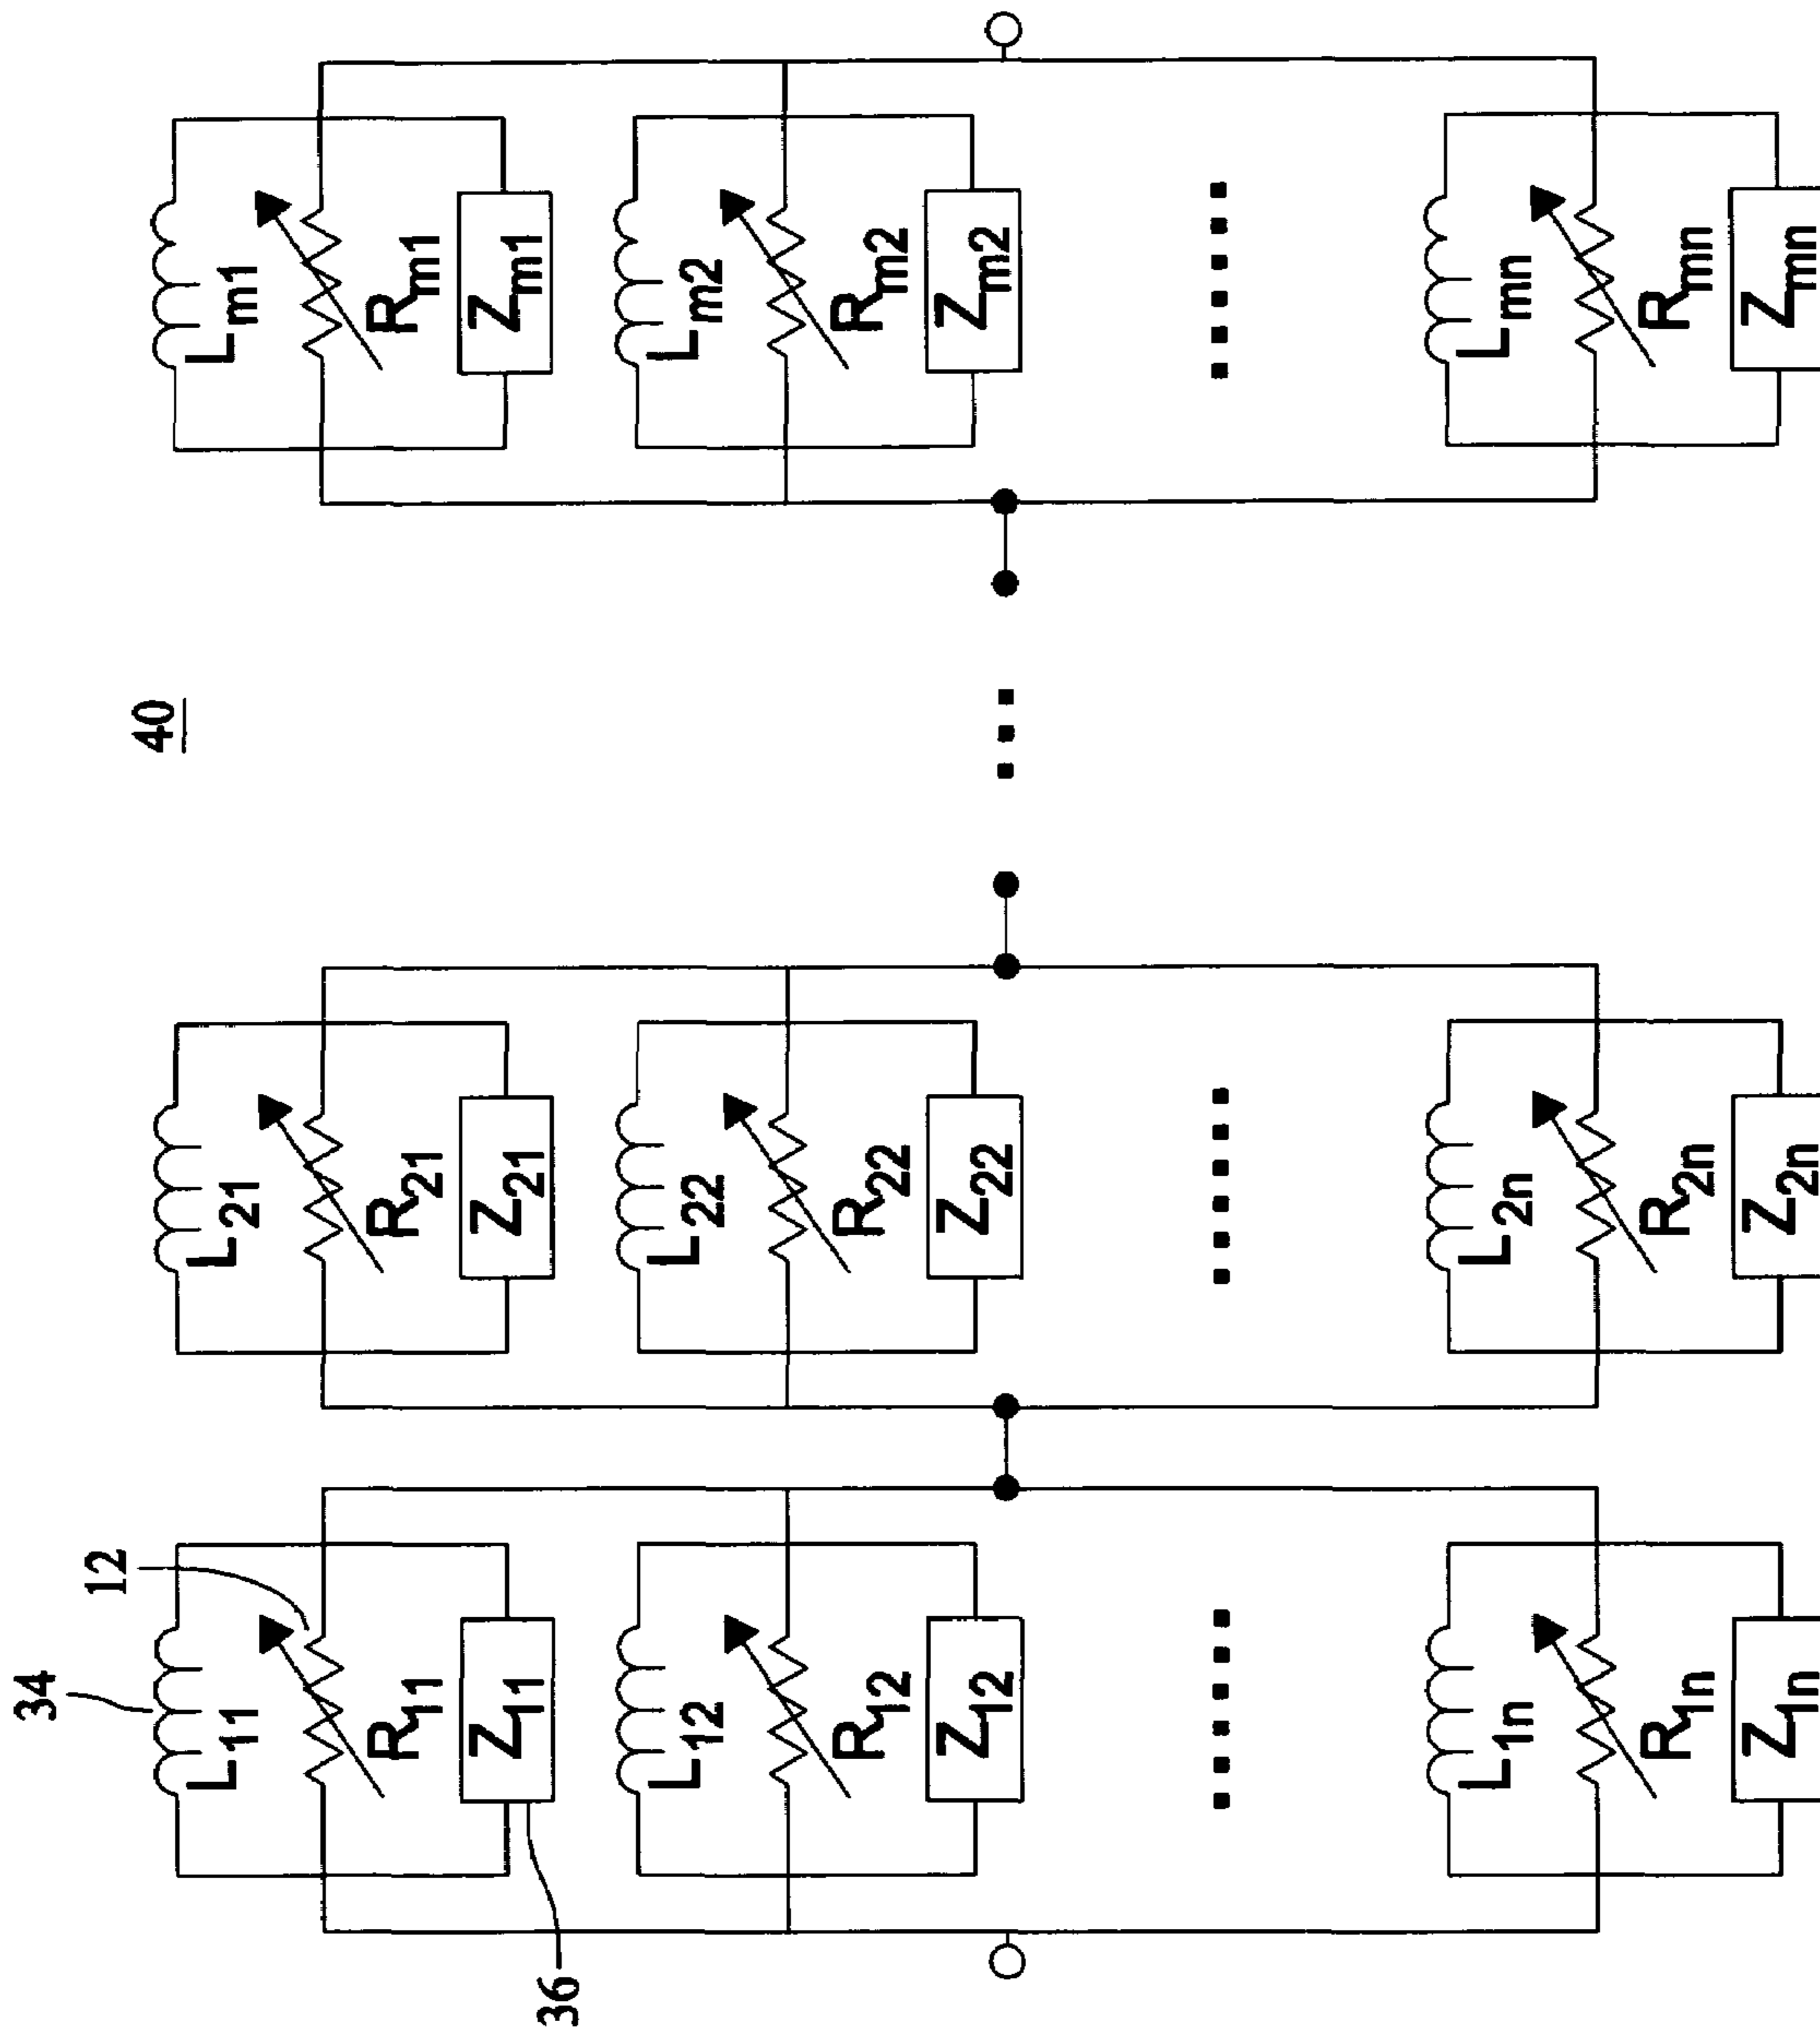 40
34
12
L11
R11
Z11
36
L21
R21
Z21
Lm1
Rm1
Zm1
L12
R12
Z12
L22
R22
Z22
Lm2
Rm2
Zm2
L1n
R1n
Z1n
L2n
R2n
Z2n
Lmn
Rmn
Zmn